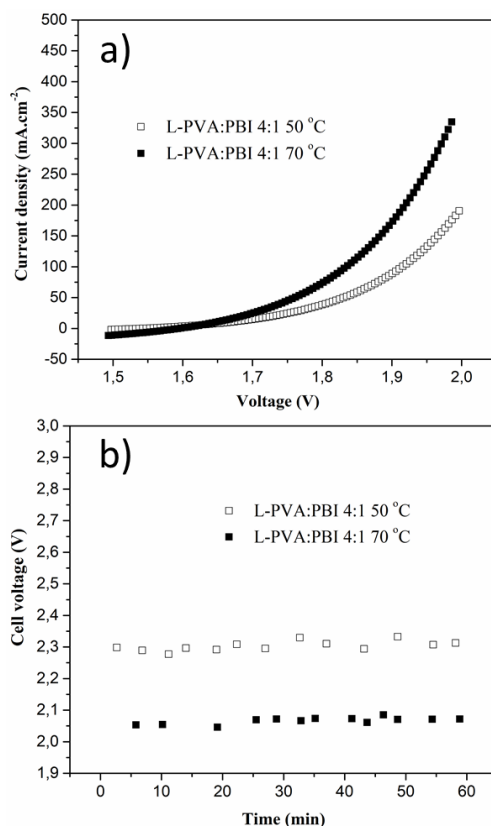 a)
500
450
400
350
300
250
200
150
100
50
0
-50
Current density (mA.cm-2)
L-PVA:PBI 4:1 50 °C
L-PVA:PBI 4:1 70 °C
1,5 1,6 1,7 1,8 1,9 2,0
Voltage (V)
b)
3,0
2,9
2,8
2,7
2,6
2,5
2,4
2,3
2,2
2,1
2,0
1,9
Cell voltage (V)
L-PVA:PBI 4:1 50 °C
L-PVA:PBI 4:1 70 °C
0 10 20 30 40 50 60
Time (min)